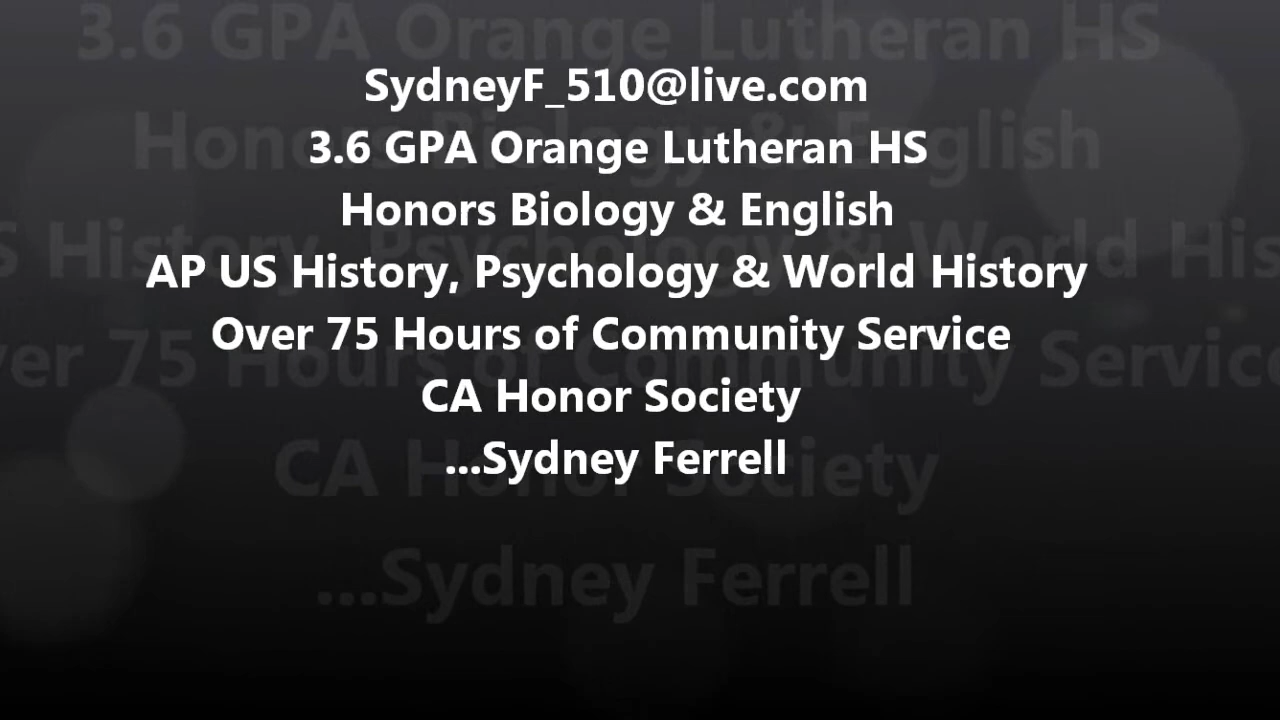 SydneyF_510@live.com
3.6 GPA Orange Lutheran HS
Honors Biology & English
AP US History, Psychology & World History
Over 75 Hours of Community Service
CA Honor Society
...Sydney Ferrell